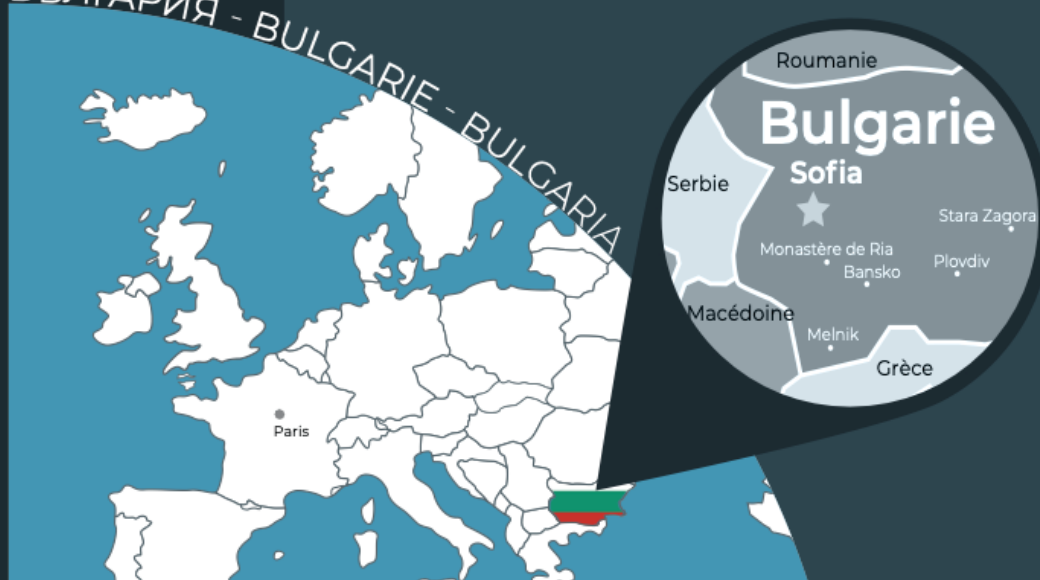 БЪЛГАРИЯ - BULGARIE - BULGARIA
Roumanie
Bulgarie
Sofia
Serbie
Stara Zagora
Monastère de Ria
Plovdiv
Bansko
Macédoine
Melnik
Grèce
Paris